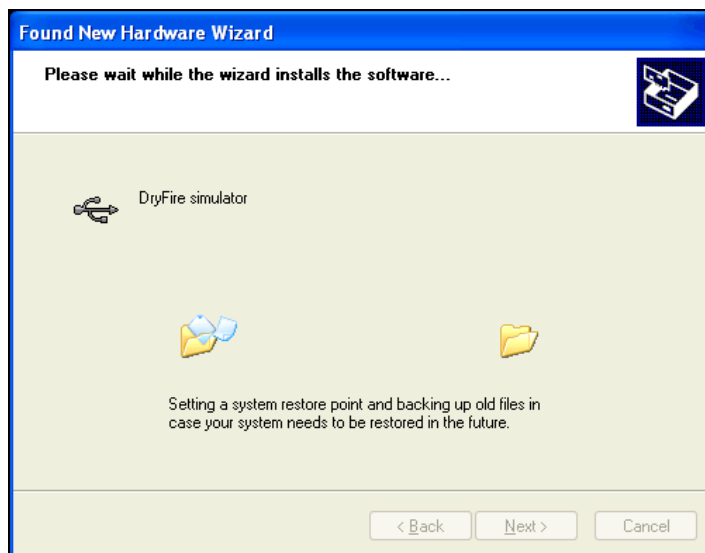 Found New Hardware Wizard
Please wait while the wizard installs the software...
DryFire simulator
Setting a system restore point and backing up old files in
case your system needs to be restored in the future.
< Back
Next >
Cancel